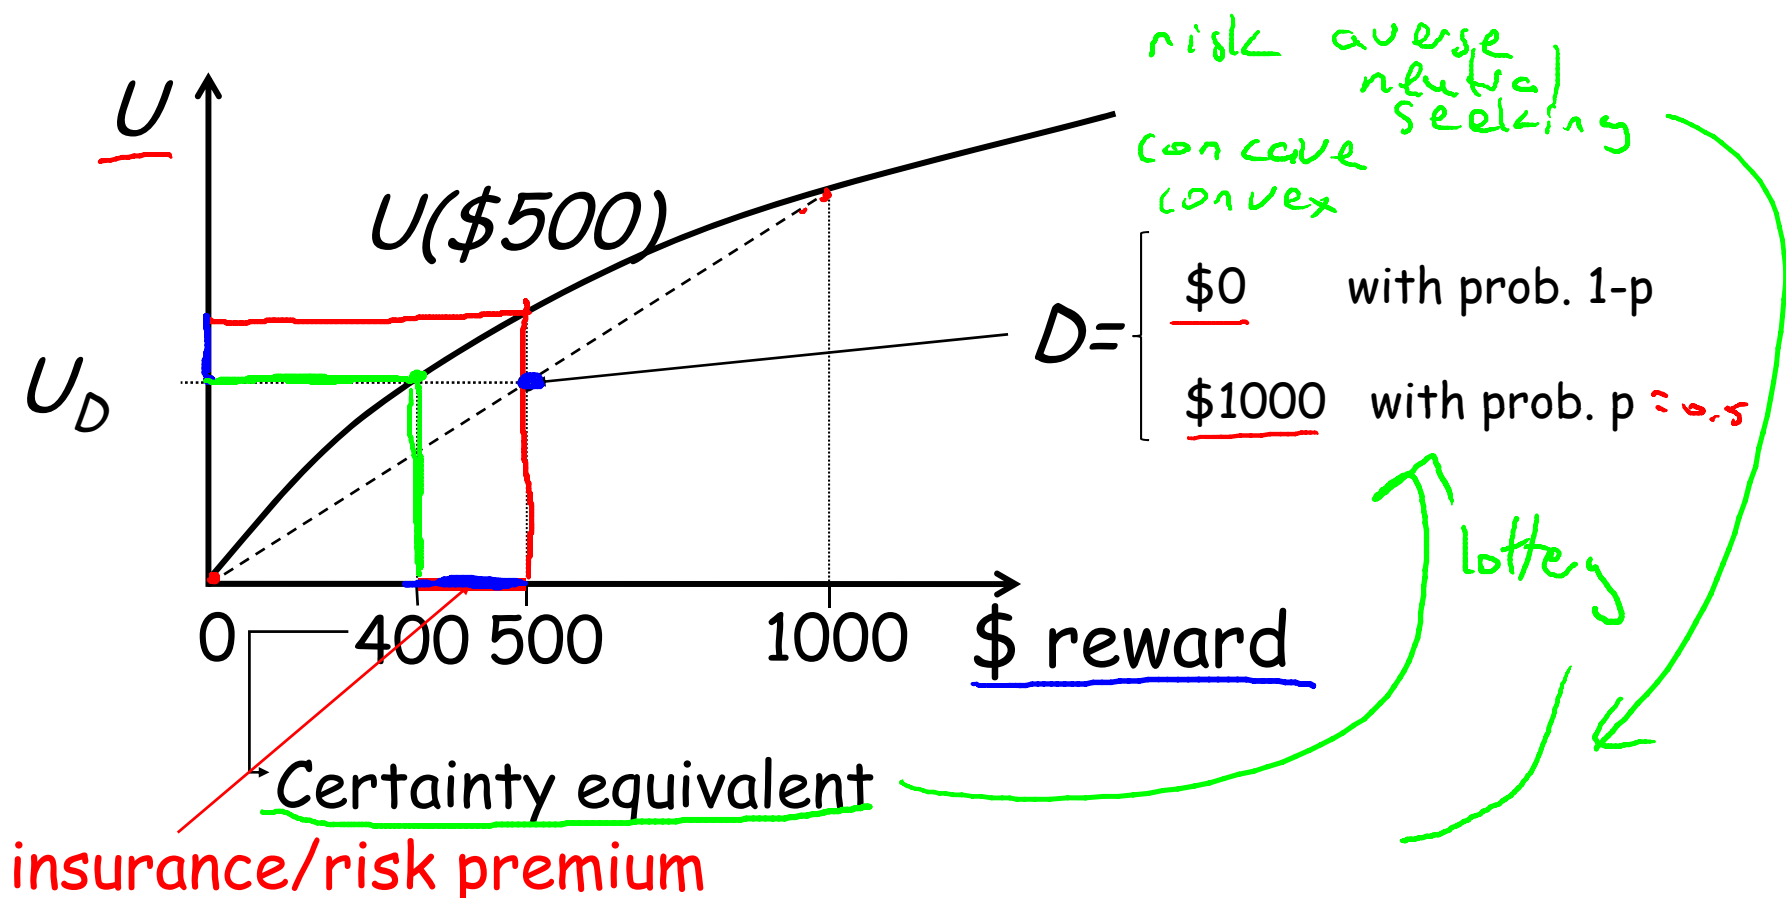 risk averse
neutral
seeking
concave
convex
U
U($500)
D=
$0 with prob. 1-p
$1000 with prob. p = 0.5
U_D
lottery
0 400 500 1000 $ reward
Certainty equivalent
insurance/risk premium